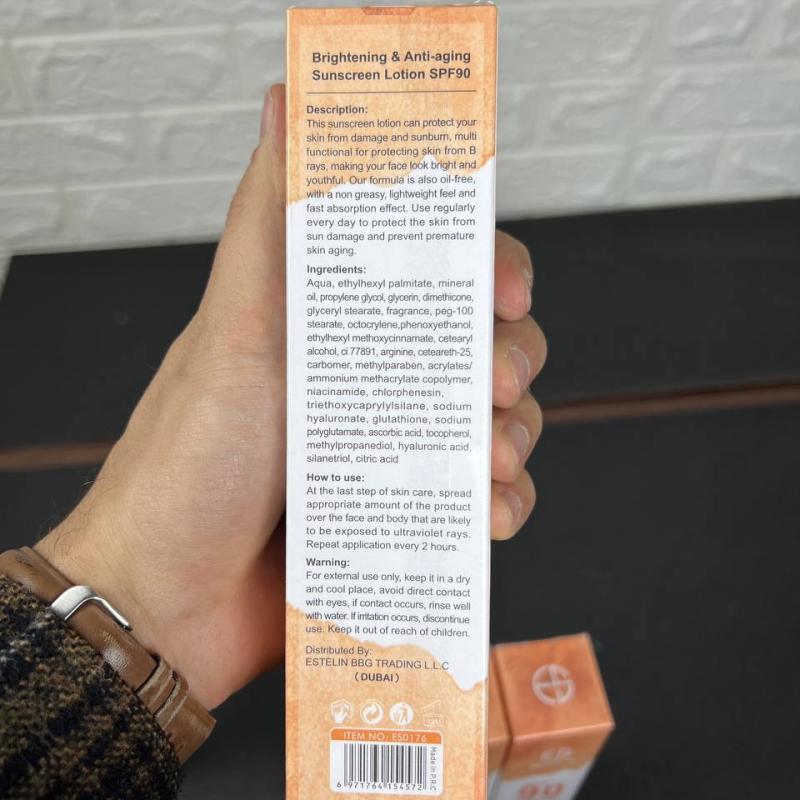 Brightening & Anti-aging
Sunscreen Lotion SPF90
Description:
This sunscreen lotion can protect your
skin from damage and sunburn, multi
functional for protecting skin from B
rays, making your face look bright and
youthful. Our formula is also oil-free,
with a non greasy, lightweight feel and
fast absorption effect. Use regularly
every day to protect the skin from
sun damage and prevent premature
skin aging.
Ingredients:
Aqua, ethylhexyl palmitate, mineral
oil, propylene glycol, glycerin, dimethicone,
glyceryl stearate, fragrance, peg-100
stearate, octocrylene,phenoxyethanol,
ethylhexyl methoxycinnamate, cetearyl
alcohol, ci 77891, arginine, ceteareth-25,
carbomer, methylparaben, acrylates/
ammonium methacrylate copolymer,
niacinamide, chlorphenesin,
triethoxycaprylylsilane, sodium
hyaluronate, glutathione, sodium
polyglutamate, ascorbic acid, tocopherol,
methylpropanediol, hyaluronic acid,
silanetriol, citric acid
How to use:
At the last step of skin care, spread
appropriate amount of the product
over the face and body that are likely
to be exposed to ultraviolet rays.
Repeat application every 2 hours.
Warning:
For external use only, keep it in a dry
and cool place, avoid direct contact
with eyes, if contact occurs, rinse well
with water. If irritation occurs, discontinue
use. Keep it out of reach of children.
Distributed By:
ESTELIN BBG TRADING L.L.C
(DUBAI)
ITEM NO: ES0176
Made in P.R.C
6 971764 154572
90